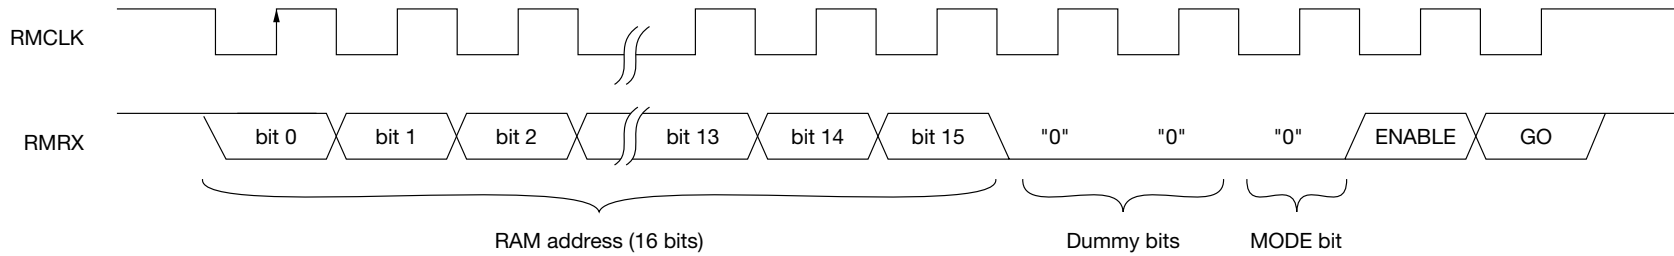 RMCLK
RMRX bit 0 bit 1 bit 2 bit 13 bit 14 bit 15 "0" "0" "0" ENABLE GO
RAM address (16 bits) Dummy bits MODE bit